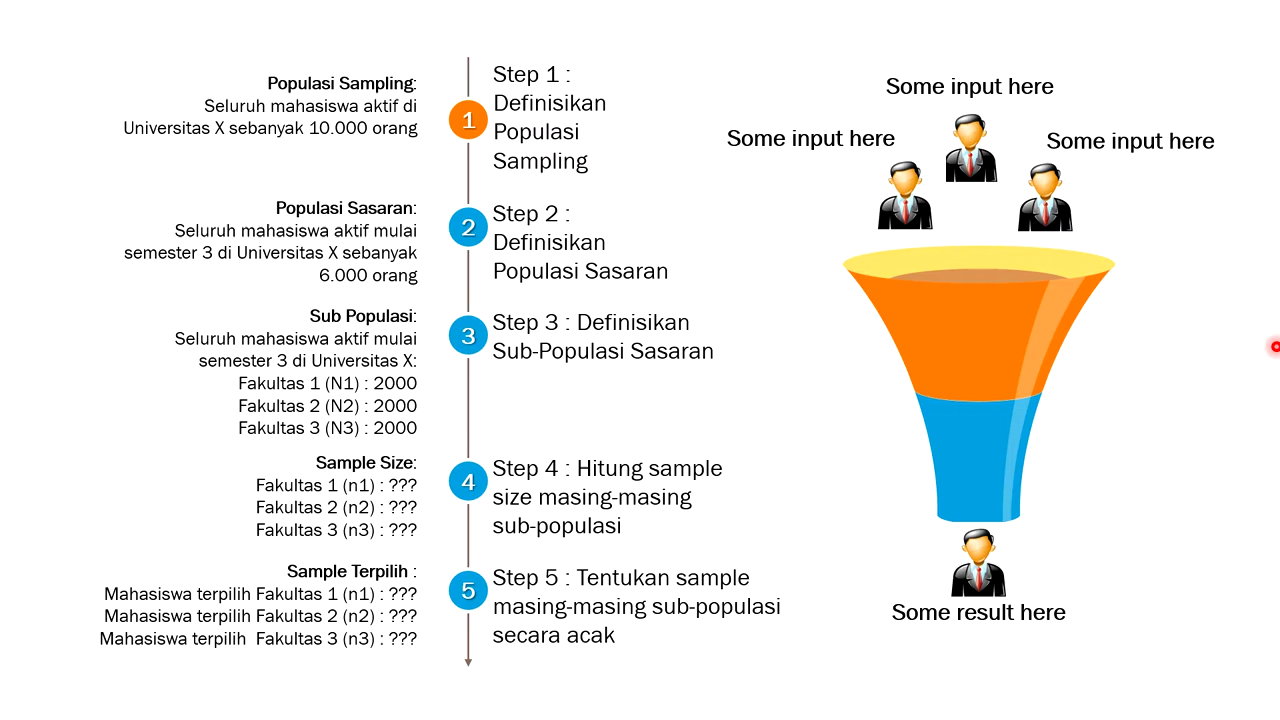 Populasi Sampling:
Seluruh mahasiswa aktif di
Universitas X sebanyak 10.000 orang
1
Step 1 :
Definisikan
Populasi
Sampling
Populasi Sasaran:
Seluruh mahasiswa aktif mulai
semester 3 di Universitas X sebanyak
6.000 orang
2
Step 2 :
Definisikan
Populasi Sasaran
Sub Populasi:
Seluruh mahasiswa aktif mulai
semester 3 di Universitas X:
Fakultas 1 (N1) : 2000
Fakultas 2 (N2) : 2000
Fakultas 3 (N3) : 2000
3
Step 3 : Definisikan
Sub-Populasi Sasaran
Sample Size:
Fakultas 1 (n1) : ???
Fakultas 2 (n2) : ???
Fakultas 3 (n3) : ???
4
Step 4 : Hitung sample
size masing-masing
sub-populasi
Sample Terpilih :
Mahasiswa terpilih Fakultas 1 (n1) : ???
Mahasiswa terpilih Fakultas 2 (n2) : ???
Mahasiswa terpilih  Fakultas 3 (n3) : ???
5
Step 5 : Tentukan sample
masing-masing sub-populasi
secara acak
Some input here
Some input here
Some input here
Some result here